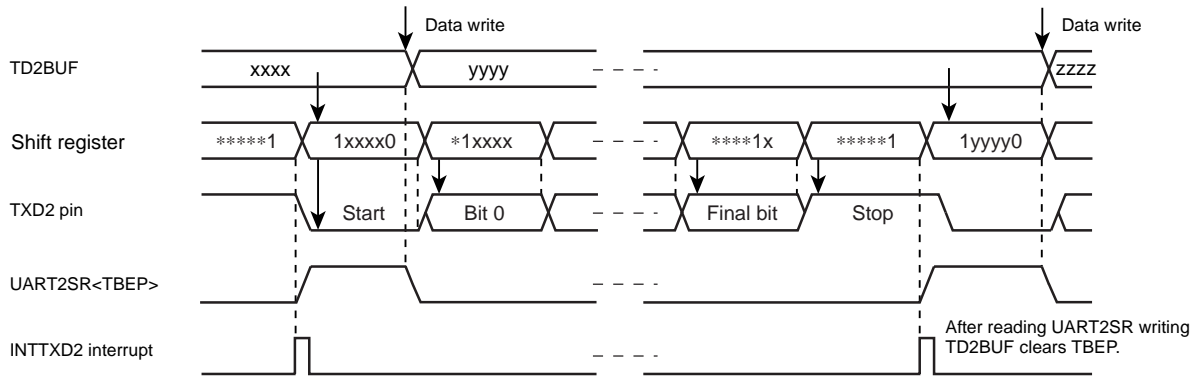 Data write
Data write
TD2BUF
xxxx
yyyy
zzzz
Shift register
*****1
1xxxx0
*1xxxx
****1x
*****1
1yyyy0
TXD2 pin
Start
Bit 0
Final bit
Stop
UART2SR<TBEP>
INTTXD2 interrupt
After reading UART2SR writing
TD2BUF clears TBEP.